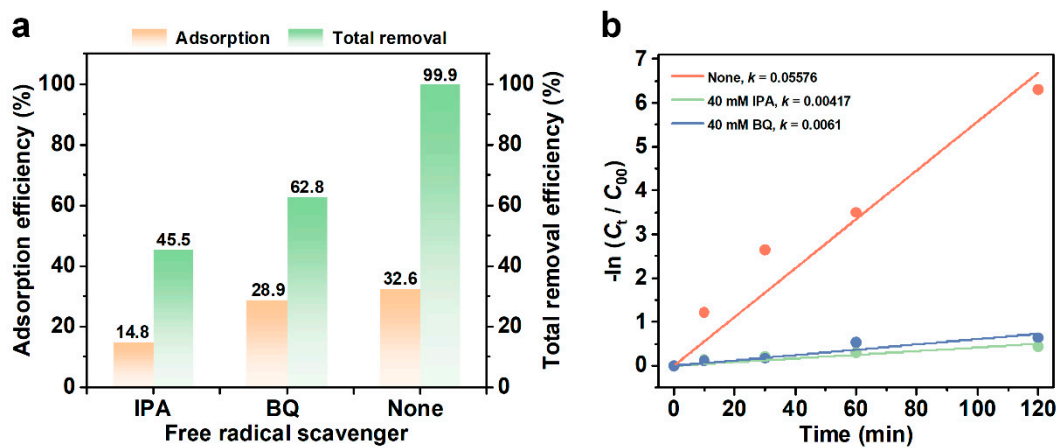 a
Adsorption
Total removal
Adsorption efficiency (%)
100
80
60
40
20
0
14.8
45.5
28.9
62.8
32.6
99.9
IPA
BQ
None
Free radical scavenger
100
80
60
40
20
0
Total removal efficiency (%)
b
-ln (Ct / C00)
7
6
5
4
3
2
1
0
None, k = 0.05576
40 mM IPA, k = 0.00417
40 mM BQ, k = 0.0061
0
20
40
60
80
100
120
Time (min)